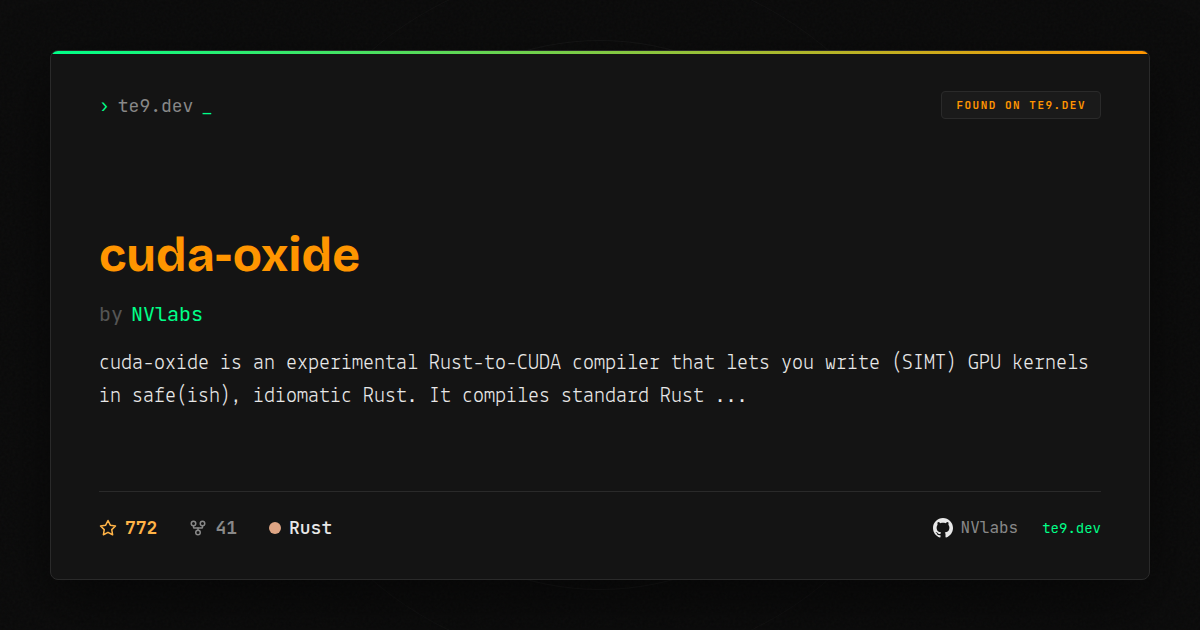 › te9.dev _
FOUND ON TE9.DEV
cuda-oxide
by NVlabs
cuda-oxide is an experimental Rust-to-CUDA compiler that lets you write (SIMT) GPU kernels
in safe(ish), idiomatic Rust. It compiles standard Rust ...
772 41 Rust NVlabs te9.dev